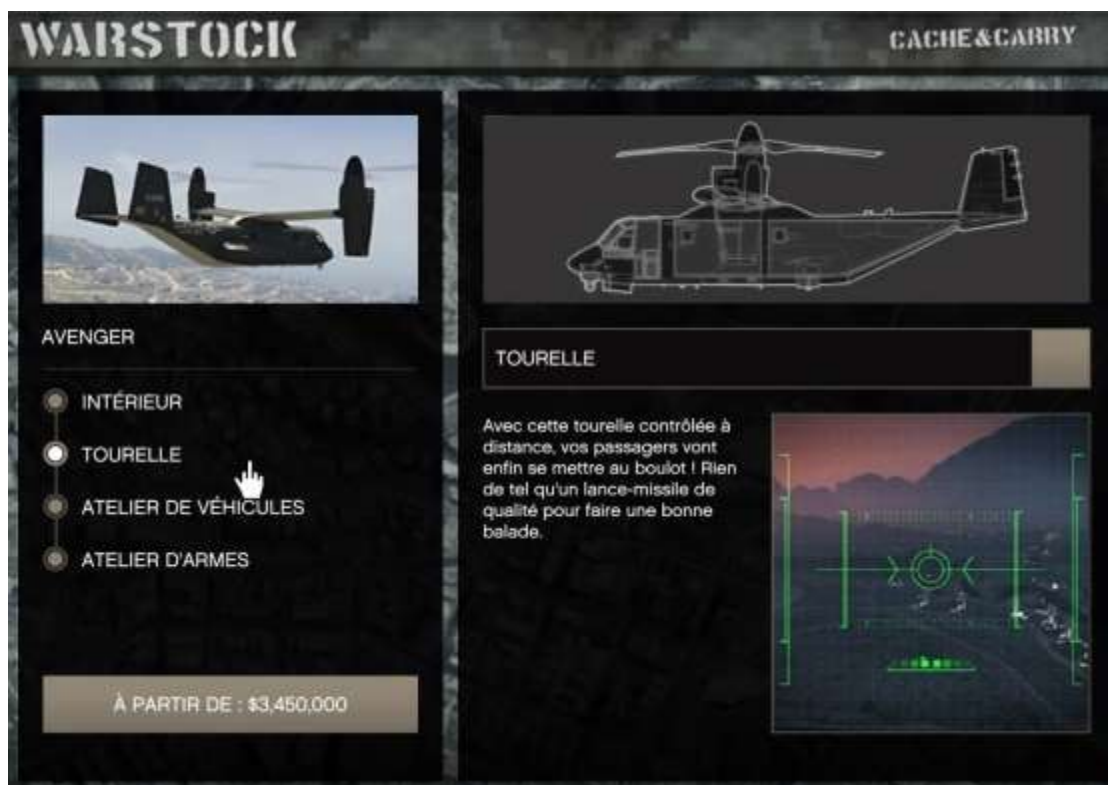 WARSTOCK
CACHE&CARRY
AVENGER
INTÉRIEUR
TOURELLE
ATELIER DE VÉHICULES
ATELIER D'ARMES
À PARTIR DE : $3,450,000
TOURELLE
Avec cette tourelle contrôlée à
distance, vos passagers vont
enfin se mettre au boulot ! Rien
de tel qu'un lance-missile de
qualité pour faire une bonne
balade.